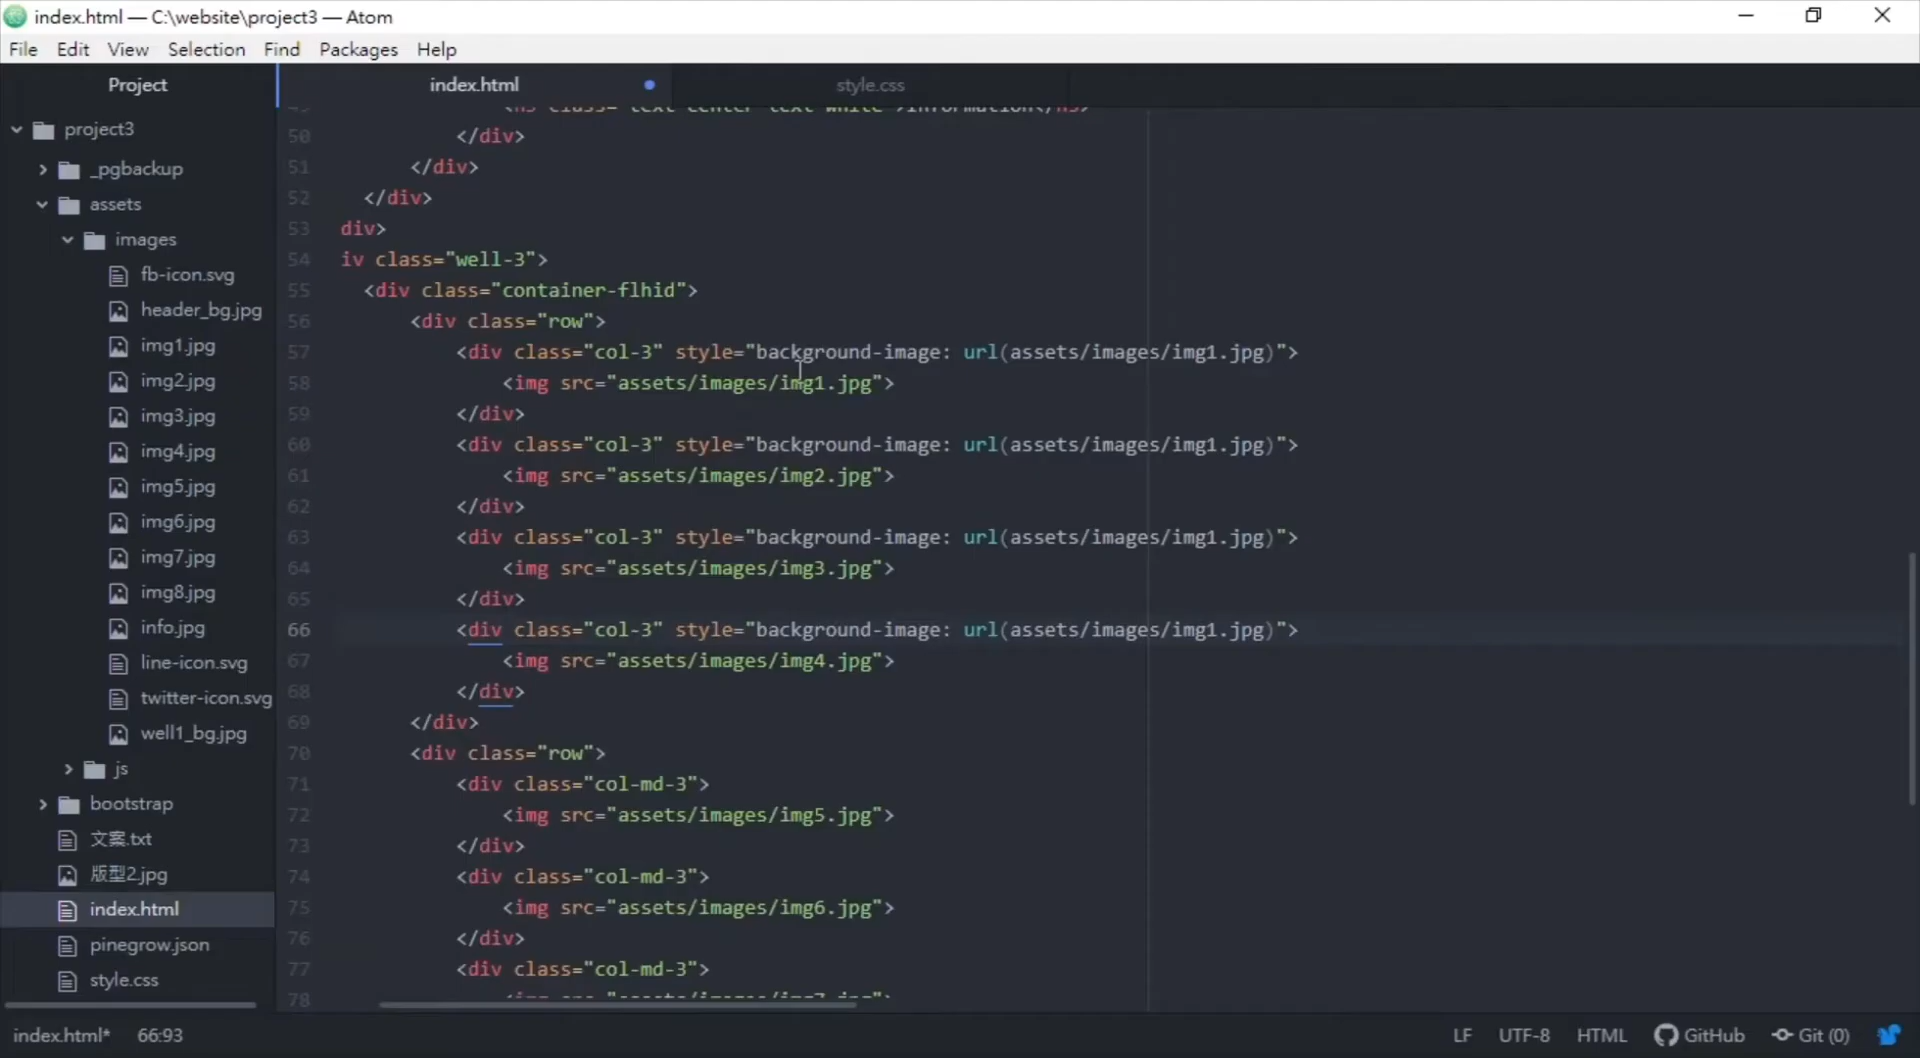 index.html — C:\website\project3 — Atom
File Edit View Selection Find Packages Help
Project
project3
_pgbackup
assets
images
fb-icon.svg
header_bg.jpg
img1.jpg
img2.jpg
img3.jpg
img4.jpg
img5.jpg
img6.jpg
img7.jpg
img8.jpg
info.jpg
line-icon.svg
twitter-icon.svg
well1_bg.jpg
js
bootstrap
文案.txt
版型2.jpg
index.html
pinegrow.json
style.css
index.html style.css
50 </div>
51 </div>
52 </div>
53 div>
54 iv class="well-3">
55 <div class="container-flhid">
56 <div class="row">
57 <div class="col-3" style="background-image: url(assets/images/img1.jpg)">
58 <img src="assets/images/img1.jpg">
59 </div>
60 <div class="col-3" style="background-image: url(assets/images/img1.jpg)">
61 <img src="assets/images/img2.jpg">
62 </div>
63 <div class="col-3" style="background-image: url(assets/images/img1.jpg)">
64 <img src="assets/images/img3.jpg">
65 </div>
66 <div class="col-3" style="background-image: url(assets/images/img1.jpg)">
67 <img src="assets/images/img4.jpg">
68 </div>
69 </div>
70 <div class="row">
71 <div class="col-md-3">
72 <img src="assets/images/img5.jpg">
73 </div>
74 <div class="col-md-3">
75 <img src="assets/images/img6.jpg">
76 </div>
77 <div class="col-md-3">
78
index.html* 66:93 LF UTF-8 HTML GitHub Git (0)